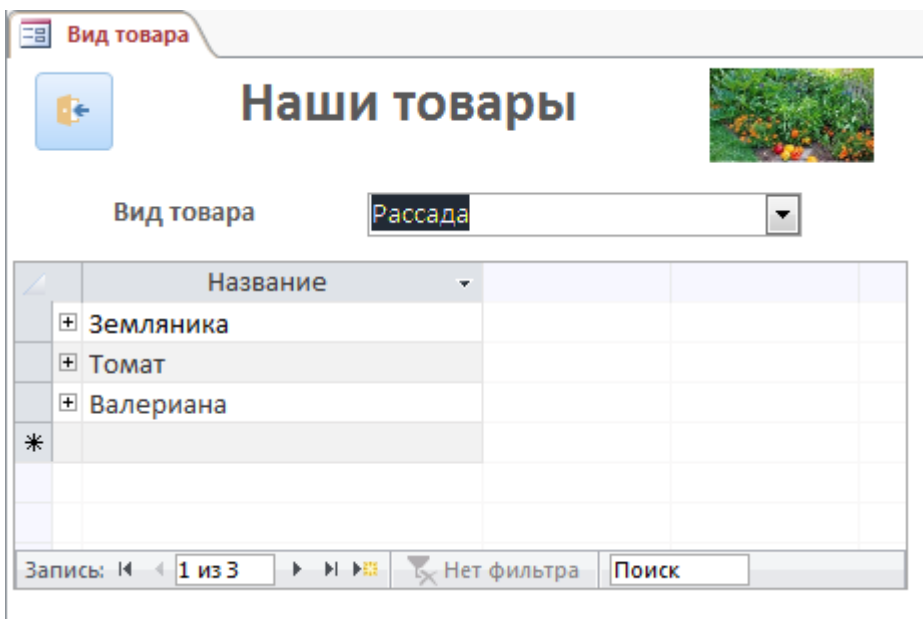 Вид товара
Наши товары
Вид товара Рассада
Название
Земляника
Томат
Валериана
Запись: 1 из 3 Нет фильтра Поиск